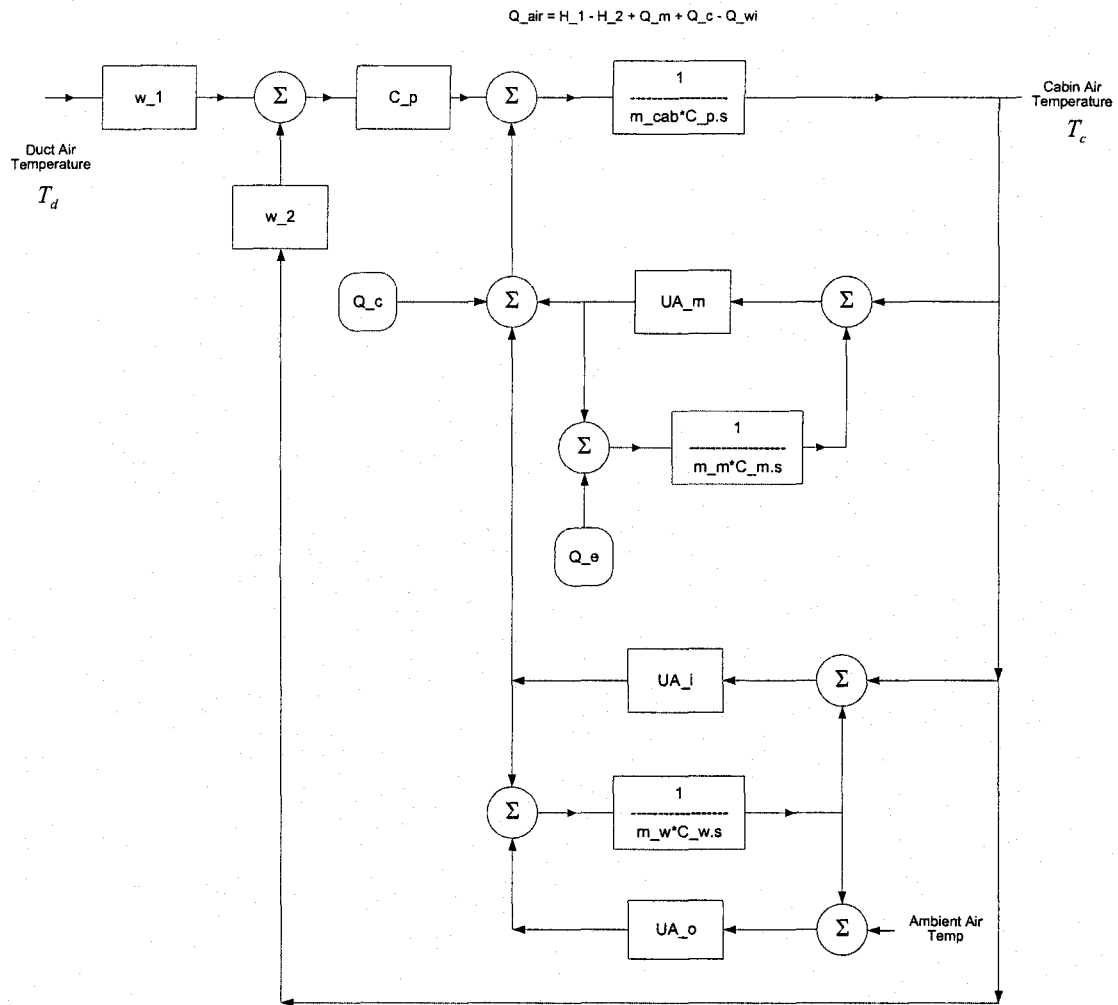 Q_air = H_1 - H_2 + Q_m + Q_c - Q_wi
w_1
Σ
C_p
Σ
1
m_cab*C_p.s
Cabin Air
Temperature
T_c
Duct Air
Temperature
T_d
w_2
Q_c
Σ
UA_m
Σ
Σ
1
m_m*C_m.s
Q_e
UA_i
Σ
Σ
1
m_w*C_w.s
UA_o
Σ
Ambient Air
Temp